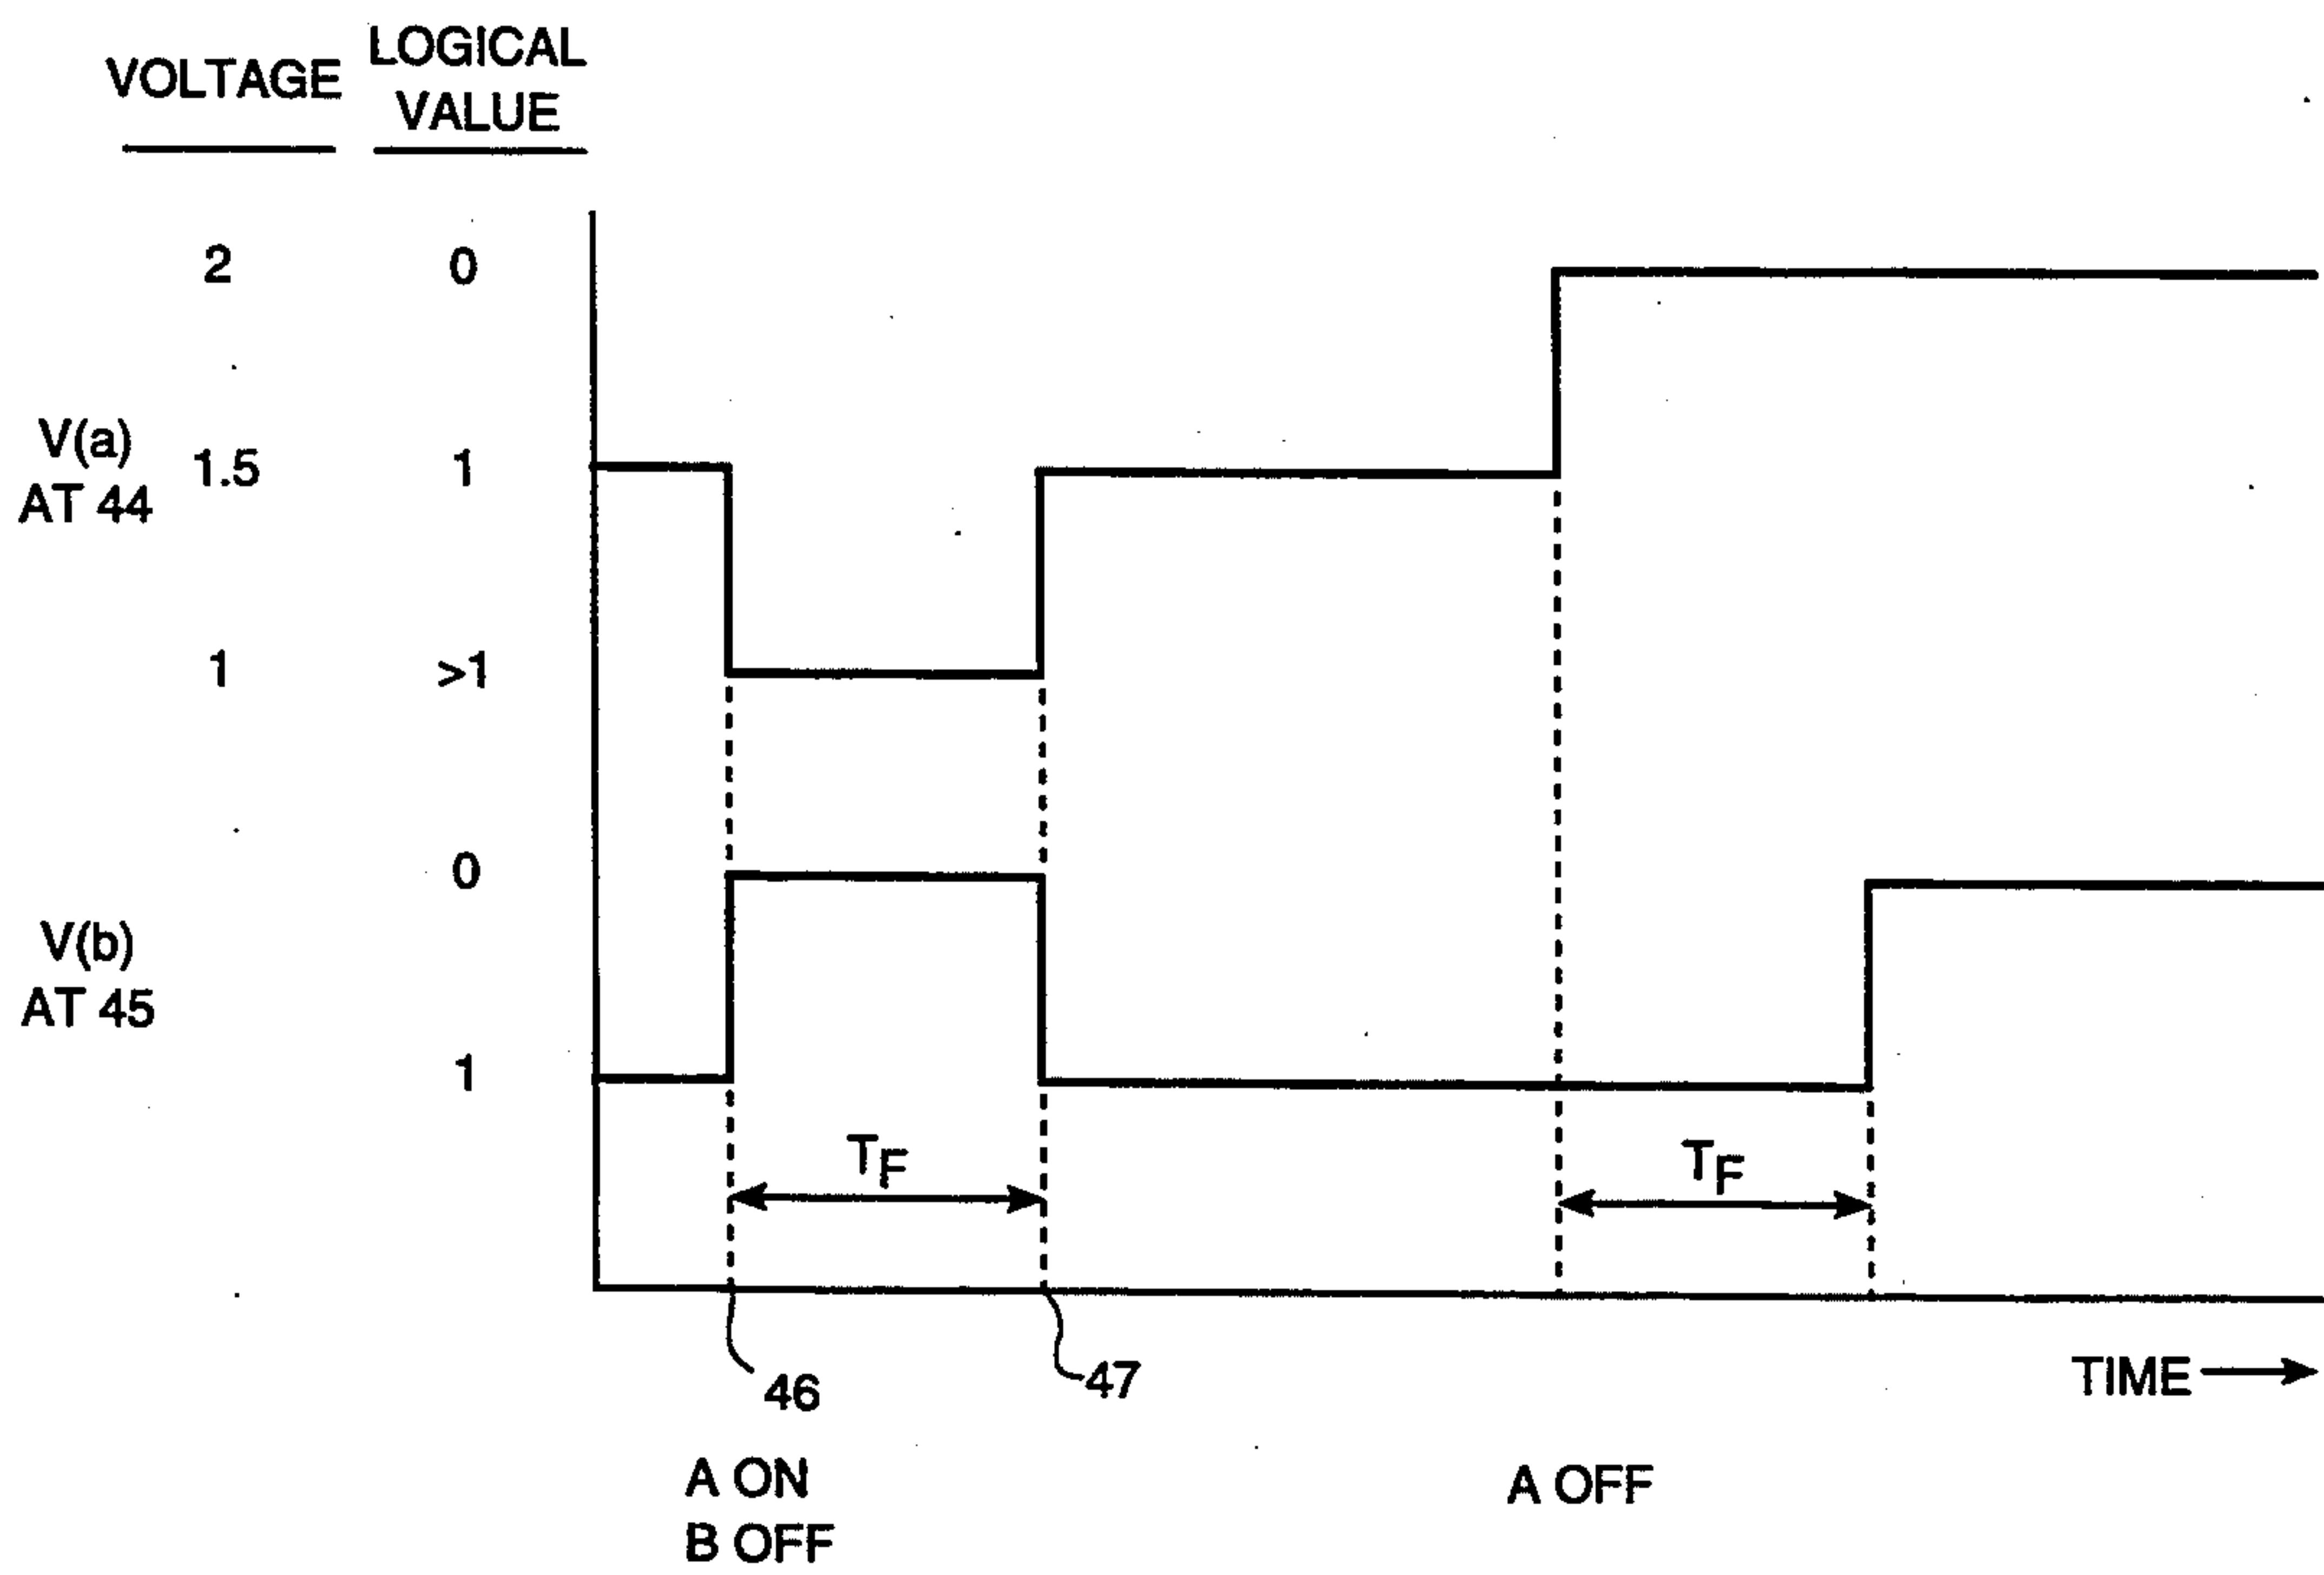 VOLTAGE
LOGICAL
VALUE
2
0
V(a)
AT 44
1.5
1
1
>1
0
V(b)
AT 45
1
TF
TF
46
47
TIME
A ON
B OFF
A OFF